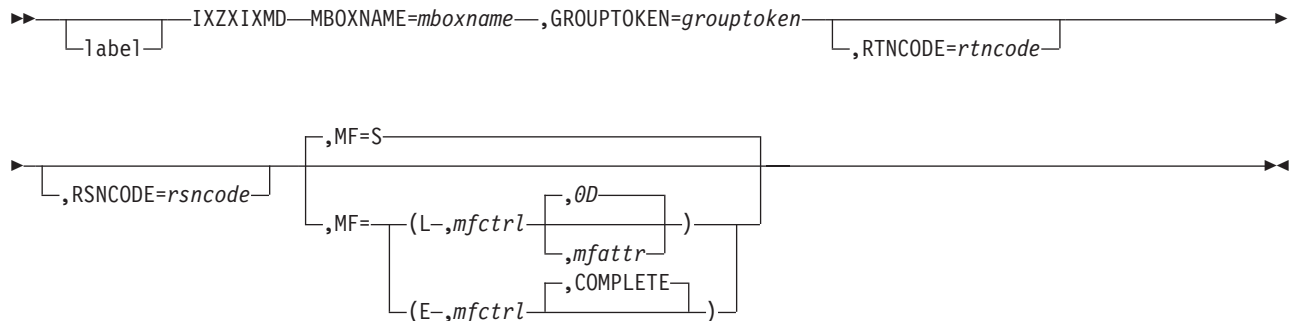 IXZXIXMD MBOXNAME=mboxname ,GROUPTOKEN=grouptoken
label
,RTNCODE=rtncode
,MF=S
,RSNCODE=rsncode
,0D
,MF= (L ,mfctrl )
,mfattr
,COMPLETE
(E ,mfctrl )